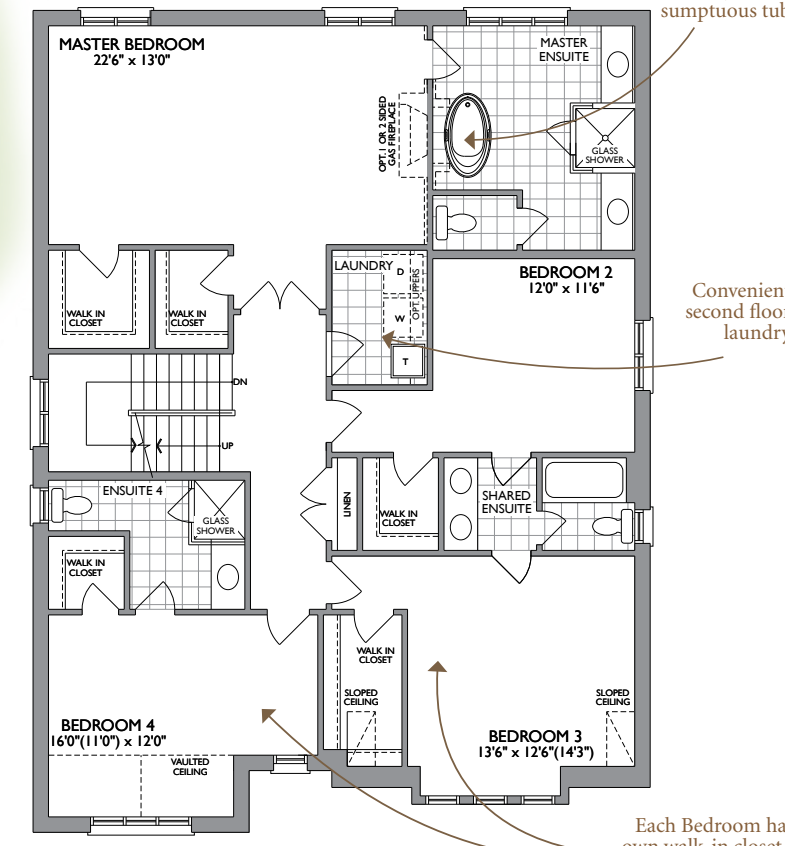 sumptuous tub
MASTER BEDROOM
22'6" x 13'0"
MASTER
ENSUITE
OPT. 1 OR 2 SIDED
GAS FIREPLACE
GLASS
SHOWER
LAUNDRY
D
OPT. UPPERS
W
T
BEDROOM 2
12'0" x 11'6"
Convenient
second floor
laundry
WALK IN
CLOSET
WALK IN
CLOSET
DN
UP
ENSUITE 4
GLASS
SHOWER
LINEN
WALK IN
CLOSET
SHARED
ENSUITE
WALK IN
CLOSET
WALK IN
CLOSET
SLOPED
CEILING
SLOPED
CEILING
BEDROOM 4
16'0"(11'0") x 12'0"
VAULTED
CEILING
BEDROOM 3
13'6" x 12'6"(14'3")
Each Bedroom ha
own walk-in closet